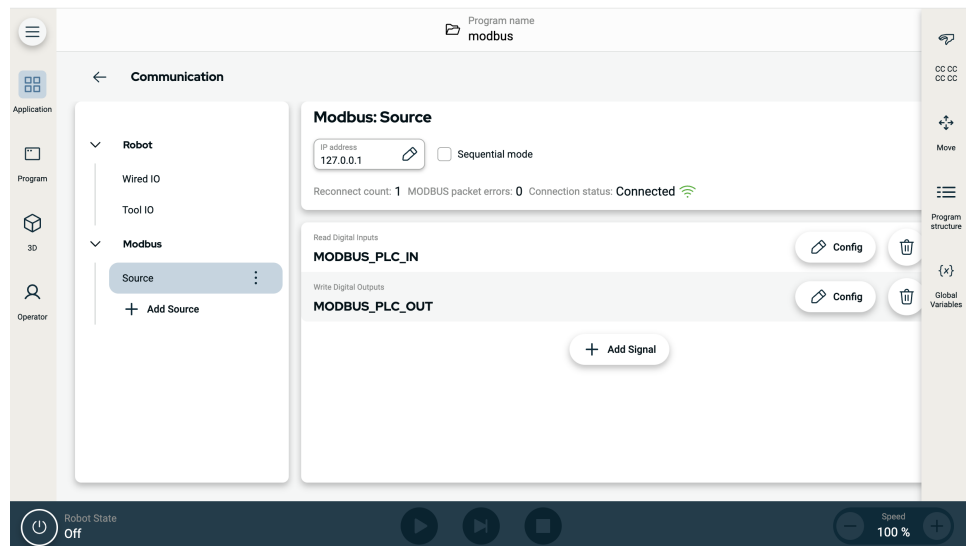 Program name
modbus
Application
Program
3D
Operator
Communication
Robot
Wired IO
Tool IO
Modbus
Source
Add Source
Modbus: Source
IP address
127.0.0.1
Sequential mode
Reconnect count: 1 MODBUS packet errors: 0 Connection status: Connected
Read Digital Inputs
MODBUS_PLC_IN
Config
Write Digital Outputs
MODBUS_PLC_OUT
Config
Add Signal
CC CC
CC CC
Move
Program
structure
{x}
Global
Variables
Robot State
Off
Speed
100 %